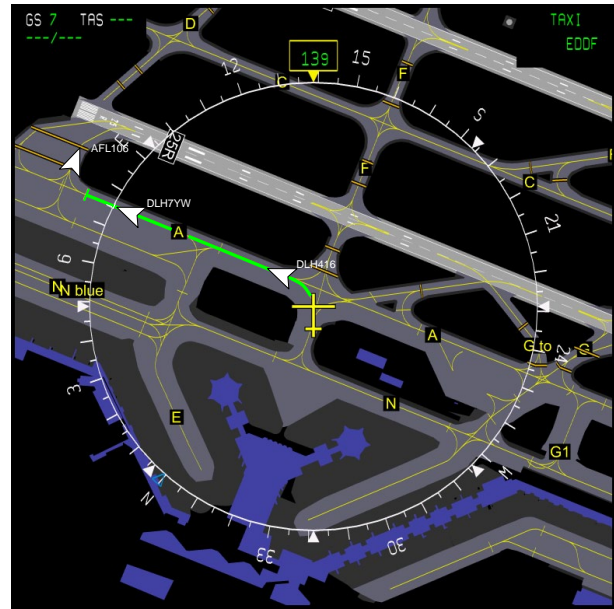 GS 7 TAS ---
---/---
TAXI
EDDF
139
D
C
F
12
15
S
25R
AFL106
F
C
DLH7YW
21
A
DLH416
9
N
N blue
A
G to
G
24
3
E
N
G1
W
N
33
30